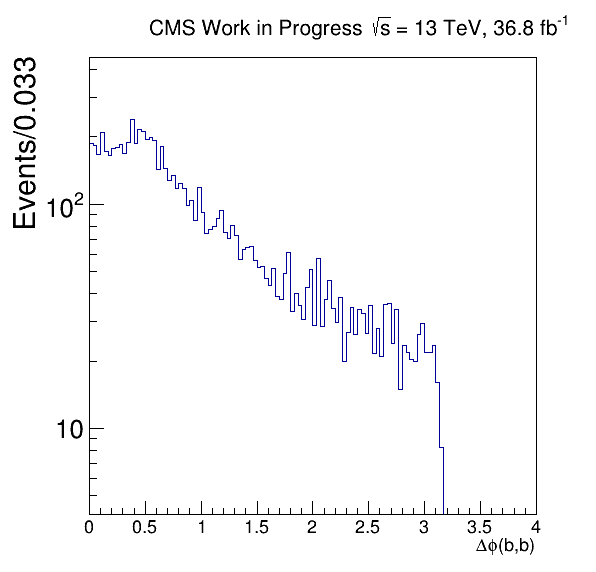 CMS Work in Progress √s = 13 TeV, 36.8 fb⁻¹
Events/0.033
10²
10
0 0.5 1 1.5 2 2.5 3 3.5 4
Δϕ(b,b)